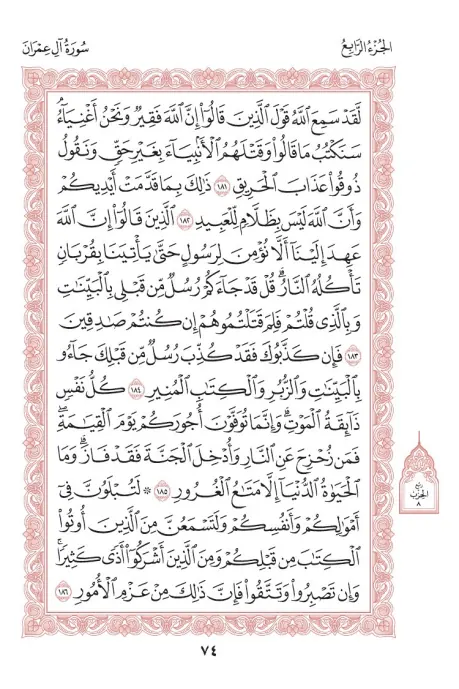 الجُزْءُ الرَّابِعُ
سُورَةُ آلِ عِمْرَانَ
لَّقَدْ سَمِعَ ٱللَّهُ قَوْلَ ٱلَّذِينَ قَالُوٓا۟ إِنَّ ٱللَّهَ فَقِيرٌ وَنَحْنُ أَغْنِيَآءُ
سَنَكْتُبُ مَا قَالُوا۟ وَقَتْلَهُمُ ٱلْأَنۢبِيَآءَ بِغَيْرِ حَقٍّ وَنَقُولُ
ذُوقُوا۟ عَذَابَ ٱلْحَرِيقِ ١٨١ ذَٰلِكَ بِمَا قَدَّمَتْ أَيْدِيكُمْ
وَأَنَّ ٱللَّهَ لَيْسَ بِظَلَّامٍ لِّلْعَبِيدِ ١٨٢ ٱلَّذِينَ قَالُوٓا۟ إِنَّ ٱللَّهَ
عَهِدَ إِلَيْنَآ أَلَّا نُؤْمِنَ لِرَسُولٍ حَتَّىٰ يَأْتِيَنَا بِقُرْبَانٍ
تَأْكُلُهُ ٱلنَّارُ ۗ قُلْ قَدْ جَآءَكُمْ رُسُلٌ مِّن قَبْلِى بِٱلْبَيِّنَٰتِ
وَبِٱلَّذِى قُلْتُمْ فَلِمَ قَتَلْتُمُوهُمْ إِن كُنتُمْ صَٰدِقِينَ
١٨٣ فَإِن كَذَّبُوكَ فَقَدْ كُذِّبَ رُسُلٌ مِّن قَبْلِكَ جَآءُو
بِٱلْبَيِّنَٰتِ وَٱلزُّبُرِ وَٱلْكِتَٰبِ ٱلْمُنِيرِ ١٨٤ كُلُّ نَفْسٍ
ذَآئِقَةُ ٱلْمَوْتِ ۗ وَإِنَّمَا تُوَفَّوْنَ أُجُورَكُمْ يَوْمَ ٱلْقِيَٰمَةِ ۖ
فَمَن زُحْزِحَ عَنِ ٱلنَّارِ وَأُدْخِلَ ٱلْجَنَّةَ فَقَدْ فَازَ ۗ وَمَا
ٱلْحَيَوٰةُ ٱلدُّنْيَآ إِلَّا مَتَٰعُ ٱلْغُرُورِ ١٨٥ ۞ لَتُبْلَوُنَّ فِىٓ
أَمْوَٰلِكُمْ وَأَنفُسِكُمْ وَلَتَسْمَعُنَّ مِنَ ٱلَّذِينَ أُوتُوا۟
ٱلْكِتَٰبَ مِن قَبْلِكُمْ وَمِنَ ٱلَّذِينَ أَشْرَكُوٓا۟ أَذًى كَثِيرًا ۚ
وَإِن تَصْبِرُوا۟ وَتَتَّقُوا۟ فَإِنَّ ذَٰلِكَ مِنْ عَزْمِ ٱلْأُمُورِ ١٨٦
ربع
الحزب
٨
٧٤